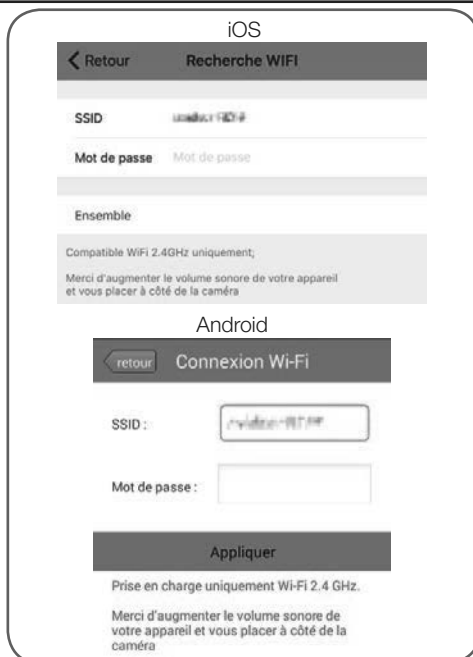 iOS
Retour Recherche WIFI
SSID
Mot de passe Mot de passe
Ensemble
Compatible WiFi 2.4GHz uniquement;
Merci d'augmenter le volume sonore de votre appareil
et vous placer à côté de la caméra
Android
retour Connexion Wi-Fi
SSID :
Mot de passe :
Appliquer
Prise en charge uniquement Wi-Fi 2.4 GHz.
Merci d'augmenter le volume sonore de
votre appareil et vous placer à côté de la
caméra